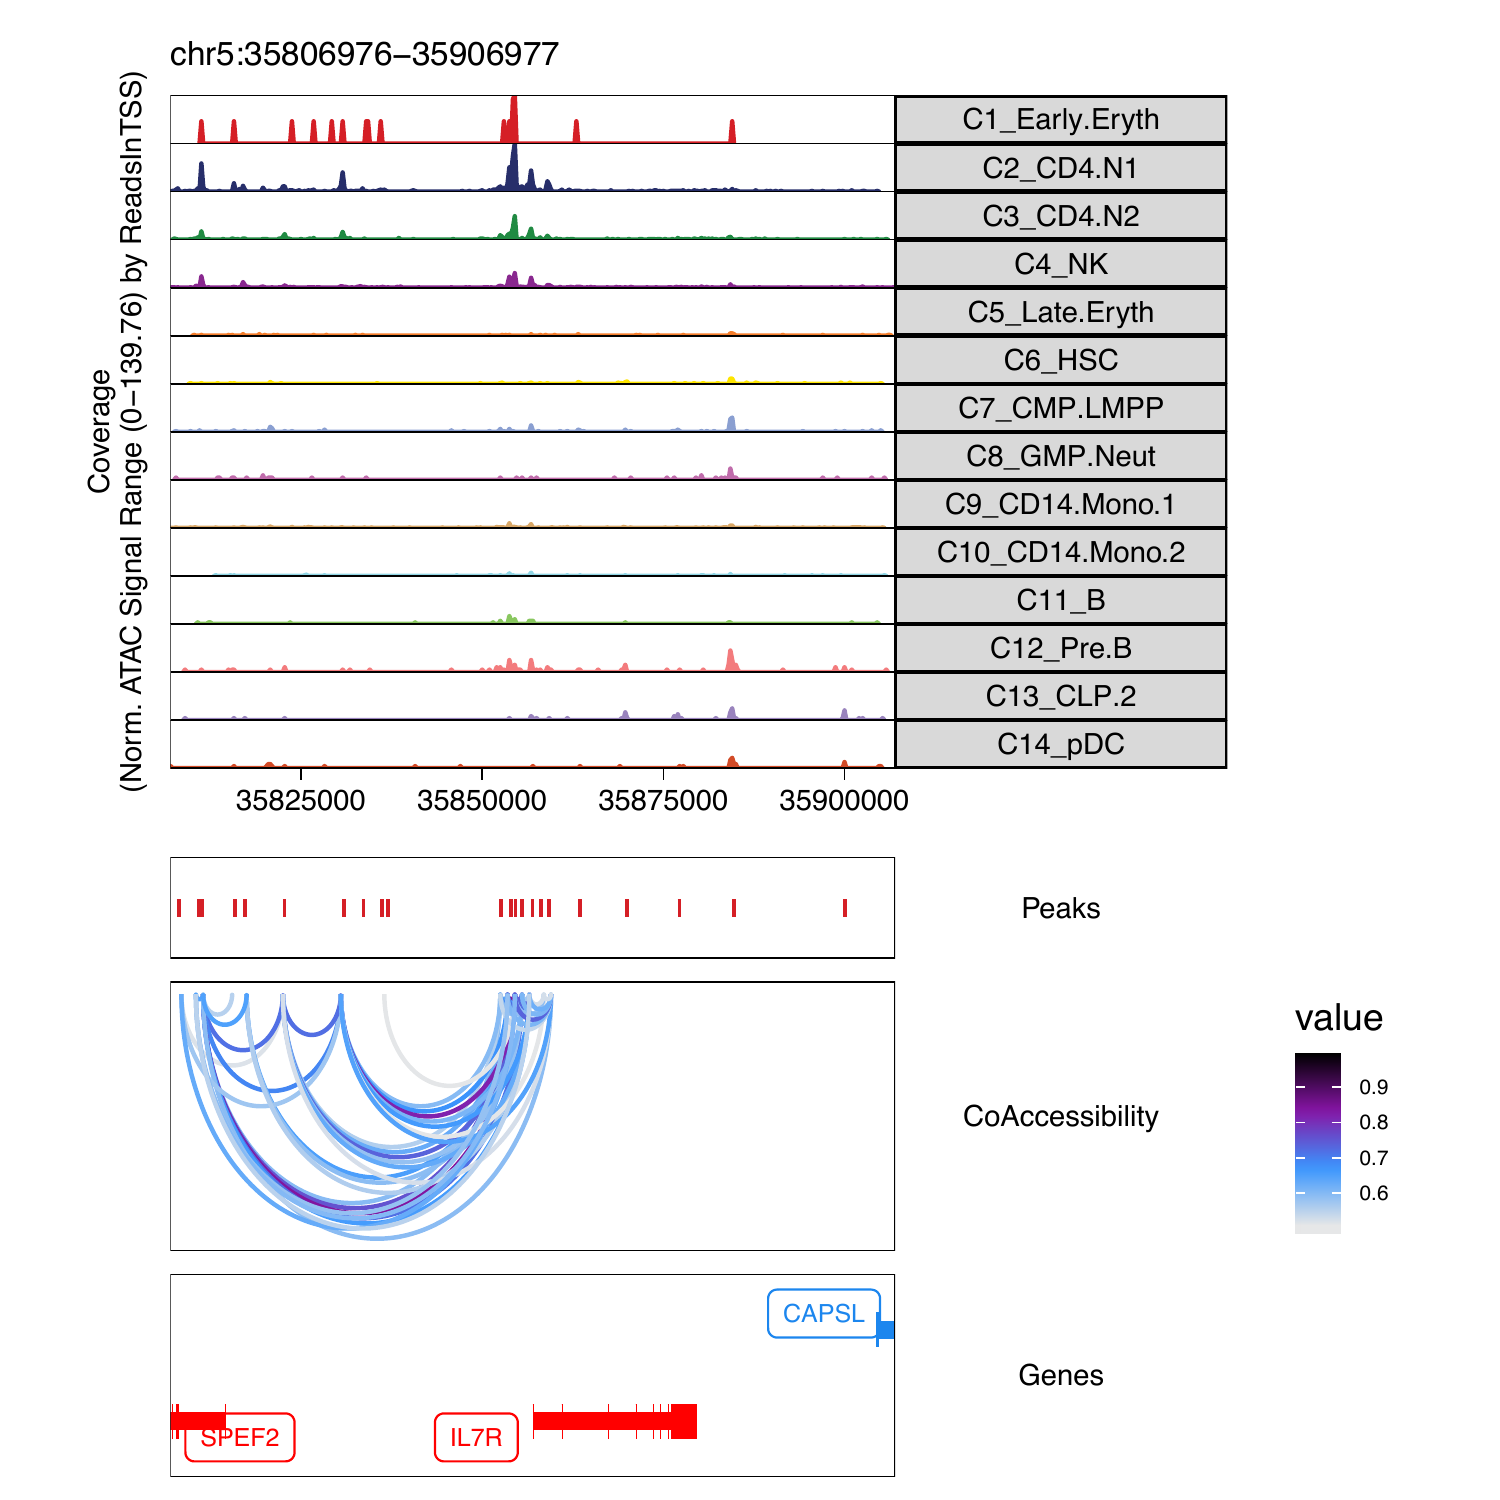 chr5:35806976–35906977
Coverage
(Norm. ATAC Signal Range (0–139.76) by ReadsInTSS)
C1_Early.Eryth
C2_CD4.N1
C3_CD4.N2
C4_NK
C5_Late.Eryth
C6_HSC
C7_CMP.LMPP
C8_GMP.Neut
C9_CD14.Mono.1
C10_CD14.Mono.2
C11_B
C12_Pre.B
C13_CLP.2
C14_pDC
35825000 35850000 35875000 35900000
Peaks
CoAccessibility
value
0.9
0.8
0.7
0.6
CAPSL
Genes
SPEF2 IL7R